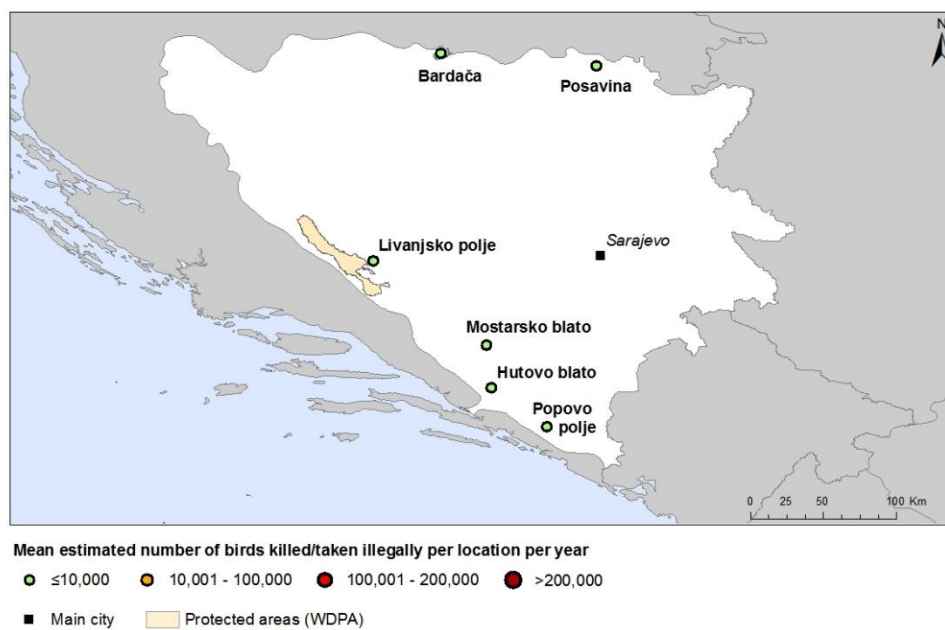 N
Bardača
Posavina
Livanjsko polje
Sarajevo
Mostarsko blato
Hutovo blato
Popovo
polje
0 25 50 100 Km
Mean estimated number of birds killed/taken illegally per location per year
≤10,000 10,001 - 100,000 100,001 - 200,000 >200,000
Main city Protected areas (WDPA)